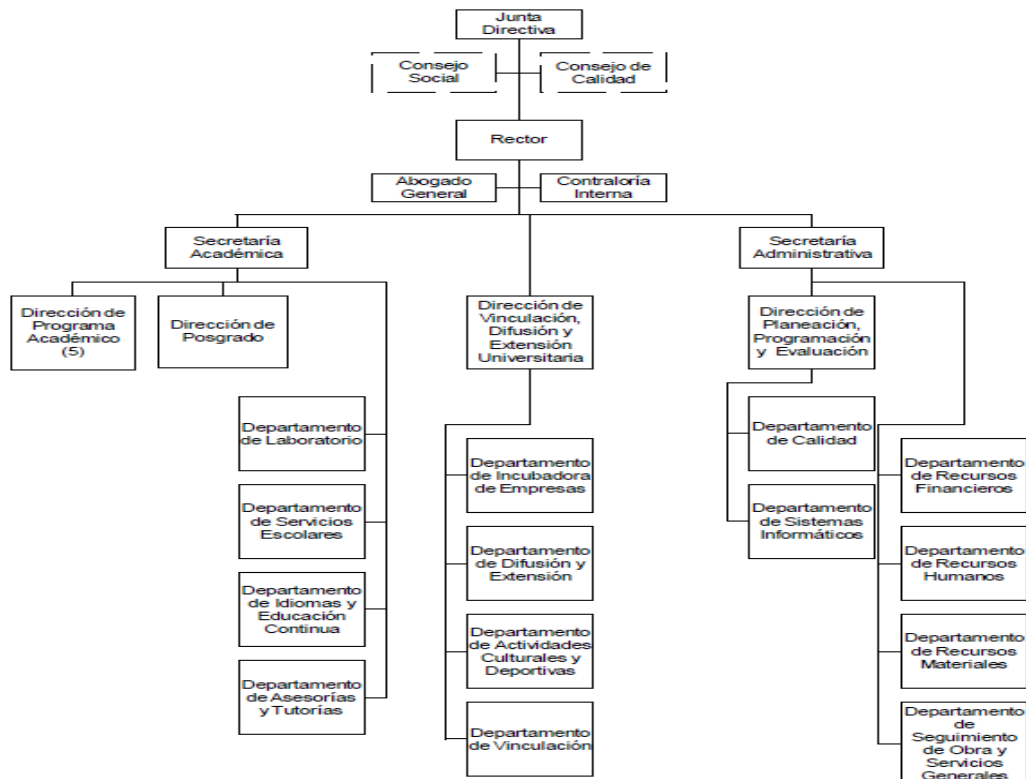 Junta
Directiva
Consejo
Social
Consejo de
Calidad
Rector
Abogado
General
Contraloría
Interna
Secretaría
Académica
Secretaría
Administrativa
Dirección de
Programa
Académico
(5)
Dirección de
Posgrado
Dirección de
Vinculación,
Difusión y
Extensión
Universitaria
Dirección de
Planeación,
Programación
y Evaluación
Departamento
de Laboratorio
Departamento
de Servicios
Escolares
Departamento
de Idiomas y
Educación
Continua
Departamento
de Asesorías
y Tutorías
Departamento
de Incubadora
de Empresas
Departamento
de Difusión y
Extensión
Departamento
de Actividades
Culturales y
Deportivas
Departamento
de Vinculación
Departamento
de Calidad
Departamento
de Sistemas
Informáticos
Departamento
de Recursos
Financieros
Departamento
de Recursos
Humanos
Departamento
de Recursos
Materiales
Departamento
de
Seguimiento
de Obra y
Servicios
Generales